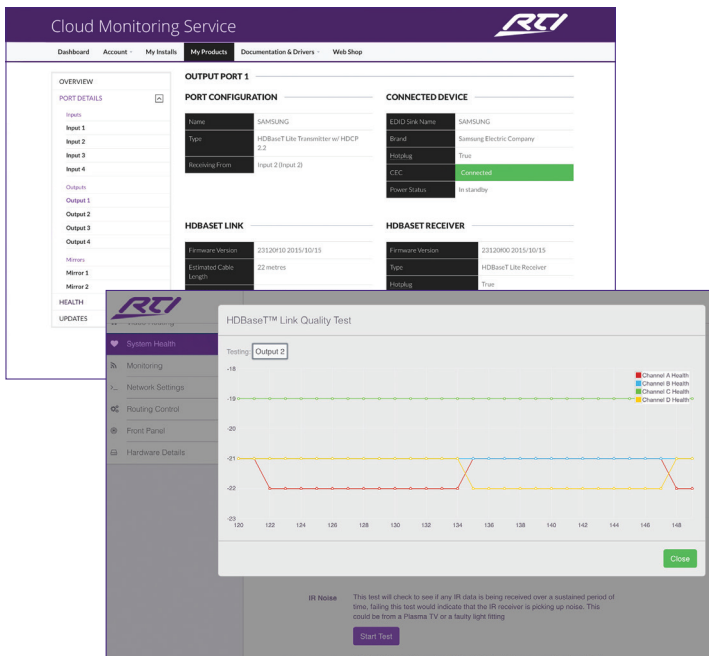 Cloud Monitoring Service
RTI
Dashboard Account My Installs My Products Documentation & Drivers Web Shop
OVERVIEW
PORT DETAILS
Inputs
Input 1
Input 2
Input 3
Input 4
Outputs
Output 1
Output 2
Output 3
Output 4
Mirrors
Mirror 1
Mirror 2
HEALTH
UPDATES
OUTPUT PORT 1
PORT CONFIGURATION
Name SAMSUNG
Type HDBaseT Lite Transmitter w/ HDCP
2.2
Receiving From Input 2 (Input 2)
CONNECTED DEVICE
EDID Sink Name SAMSUNG
Brand Samsung Electric Company
Hotplug True
CEC Connected
Power Status In standby
HDBASET LINK
Firmware Version 23120f10 2015/10/15
Estimated Cable
Length
22 metres
HDBASET RECEIVER
Firmware Version 23120f00 2015/10/15
Type HDBaseT Lite Receiver
Hotplug True
RTI
System Health
Monitoring
Network Settings
Routing Control
Front Panel
Hardware Details
HDBaseT™ Link Quality Test
Testing: Output 2
Channel A Health
Channel B Health
Channel C Health
Channel D Health
-18
-19
-20
-21
-22
-23
120 122 124 126 128 130 132 134 136 138 140 142 144 146 148
Close
IR Noise
This test will check to see if any IR data is being received over a sustained period of
time, failing this test would indicate that the IR receiver is picking up noise. This
could be from a Plasma TV or a faulty light fitting
Start Test